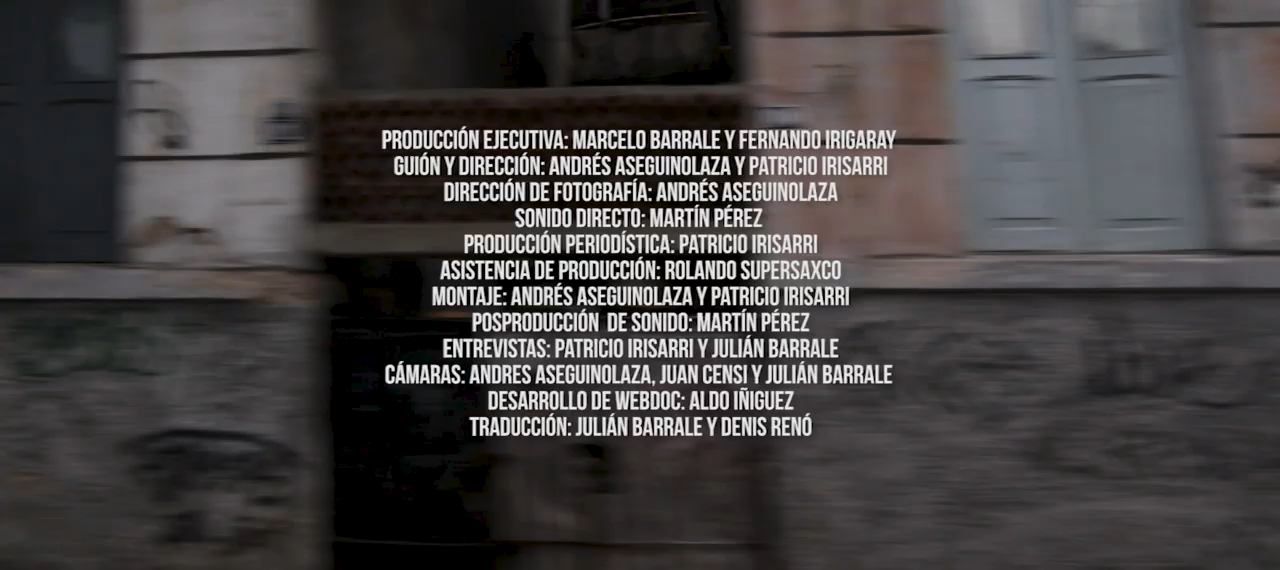 PRODUCCIÓN EJECUTIVA: MARCELO BARRALE Y FERNANDO IRIGARAY
GUIÓN Y DIRECCIÓN: ANDRÉS ASEGUINOLAZA Y PATRICIO IRISARRI
DIRECCIÓN DE FOTOGRAFÍA: ANDRÉS ASEGUINOLAZA
SONIDO DIRECTO: MARTÍN PÉREZ
PRODUCCIÓN PERIODÍSTICA: PATRICIO IRISARRI
ASISTENCIA DE PRODUCCIÓN: ROLANDO SUPERSAXCO
MONTAJE: ANDRÉS ASEGUINOLAZA Y PATRICIO IRISARRI
POSPRODUCCIÓN DE SONIDO: MARTÍN PÉREZ
ENTREVISTAS: PATRICIO IRISARRI Y JULIÁN BARRALE
CÁMARAS: ANDRES ASEGUINOLAZA, JUAN CENSI Y JULIÁN BARRALE
DESARROLLO DE WEBDOC: ALDO IÑIGUEZ
TRADUCCIÓN: JULIÁN BARRALE Y DENIS RENÓ